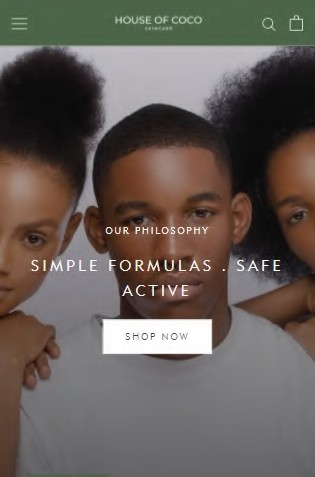 HOUSE OF COCO
SKINCARE
OUR PHILOSOPHY
SIMPLE FORMULAS . SAFE
ACTIVE
SHOP NOW